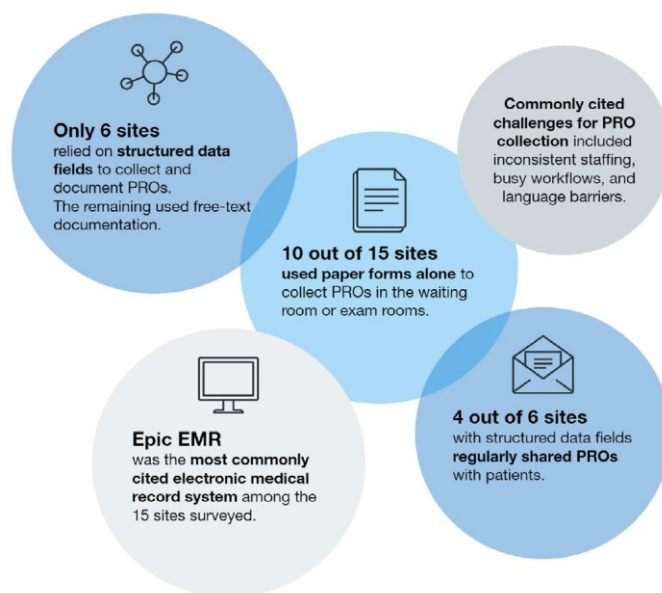 Only 6 sites
relied on structured data
fields to collect and
document PROs.
The remaining used free-text
documentation.
Commonly cited
challenges for PRO
collection included
inconsistent staffing,
busy workflows, and
language barriers.
10 out of 15 sites
used paper forms alone to
collect PROs in the waiting
room or exam rooms.
Epic EMR
was the most commonly
cited electronic medical
record system among the
15 sites surveyed.
4 out of 6 sites
with structured data fields
regularly shared PROs
with patients.